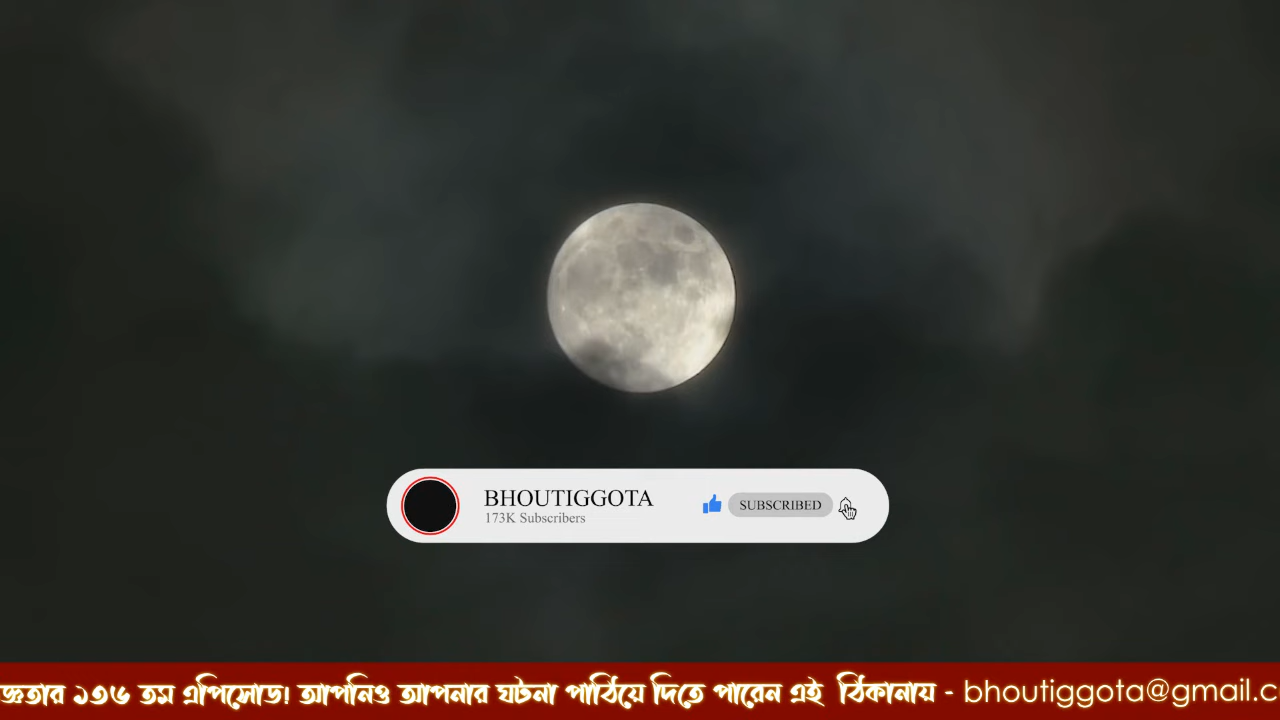 BHOUTIGGOTA
173K Subscribers
SUBSCRIBED
১৩৬ তম এপিসোড! আপনিও আপনার ঘটনা পাঠিয়ে দিতে পারেন এই ঠিকানায় - bhoutiggota@gmail.c